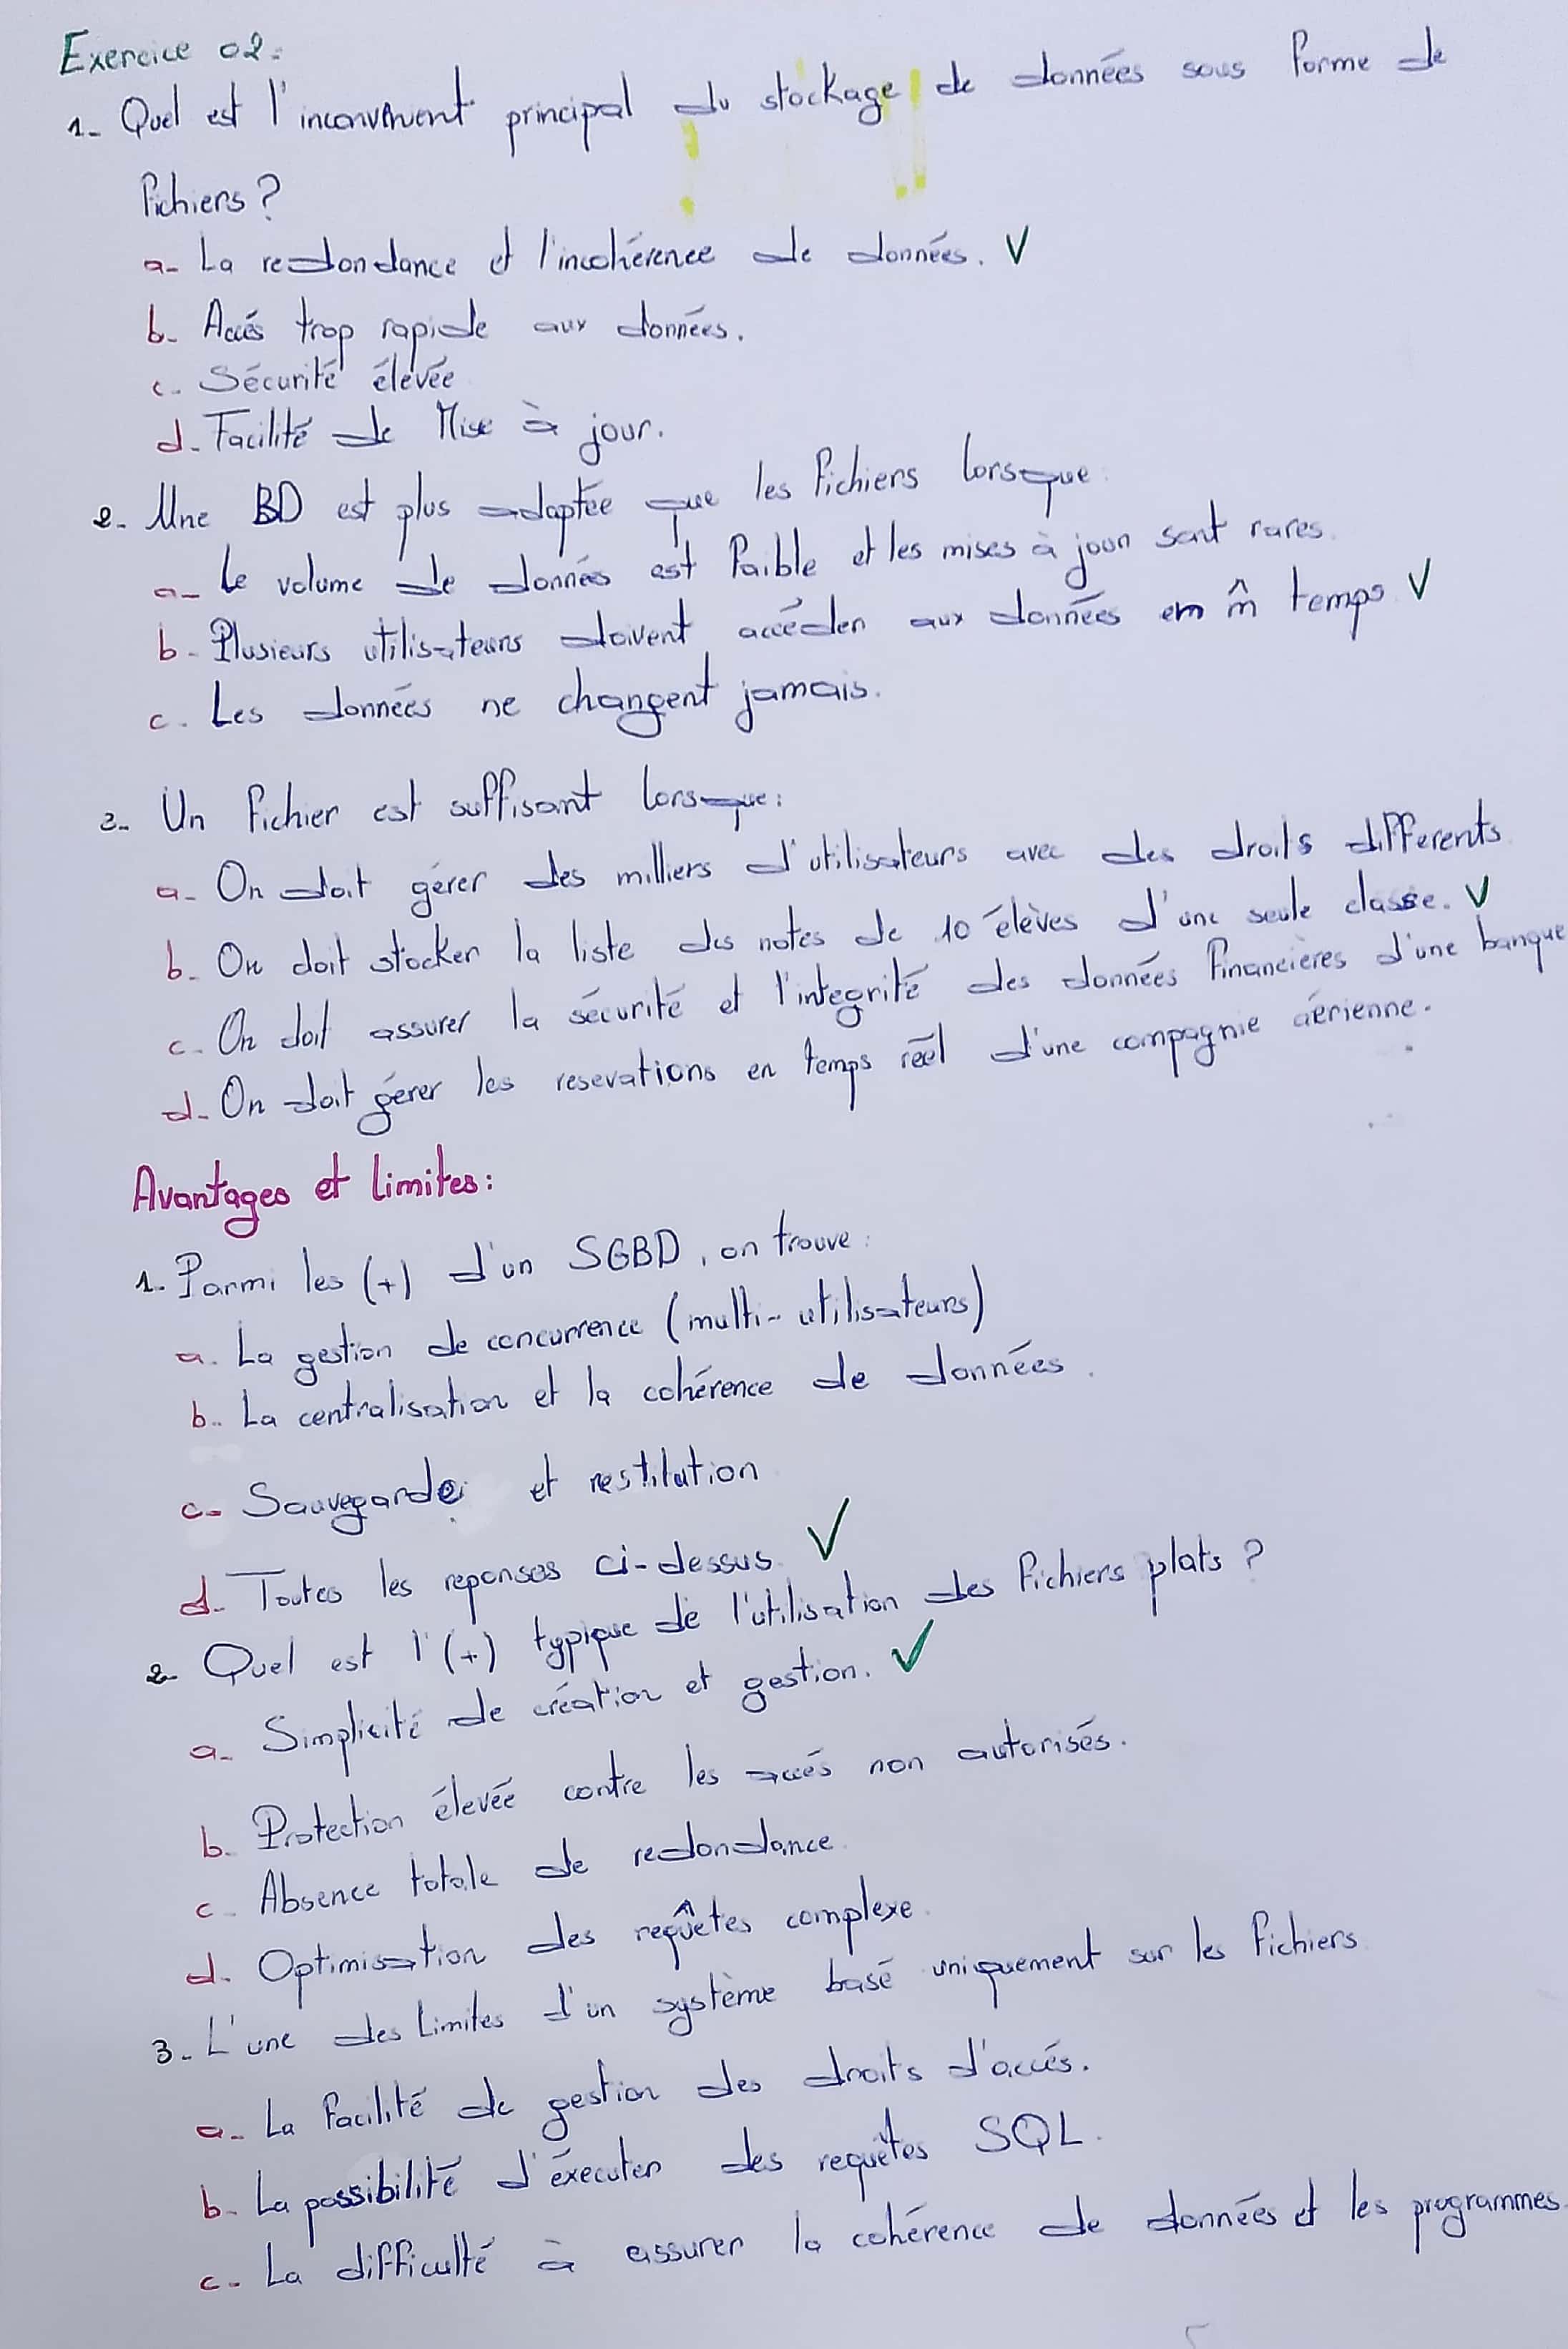 Exercice 02:
1- Quel est l'inconvénient principal du stockage de données sous forme de
fichiers?
a- La redondance et l'incohérence de données. ✓
b- Accés trop rapide aux données.
c- Sécurité élevée
d- Facilité de Mise à jour.
2- Une BD est plus adaptée que les fichiers lorsque:
a- Le volume de données est faible et les mises à jour sont rares.
b- Plusieurs utilisateurs doivent accéder aux données en m̂ temps ✓
c- Les données ne changent jamais.
3- Un fichier est suffisant lorsque:
a- On doit gérer des milliers d'utilisateurs avec des droits differents
b- On doit stocker la liste des notes de 10 élèves d'une seule classe. ✓
c- On doit assurer la sécurité et l'integrité des données financières d'une banque
d- On doit gérer les resevations en temps réel d'une compagnie aérienne.
Avantages et limites:
1- Parmi les (+) d'un SGBD, on trouve:
a- La gestion de concurrence (multi-utilisateurs)
b- La centralisation et la cohérence de données.
c- Sauvegarde et restitution
d- Toutes les reponses ci-dessus ✓
2- Quel est l'(+) typique de l'utilisation des fichiers plats?
a- Simplicité de création et gestion. ✓
b- Protection élevée contre les accés non autorisés.
c- Absence totale de redondance.
d- Optimisation des requêtes complexe.
3- L'une des limites d'un système basé uniquement sur les fichiers
a- La facilité de gestion des droits d'accés.
b- La possibilité d'éxecuter des requêtes SQL.
c- La difficulté à assurer la cohérence de données et les programmes.